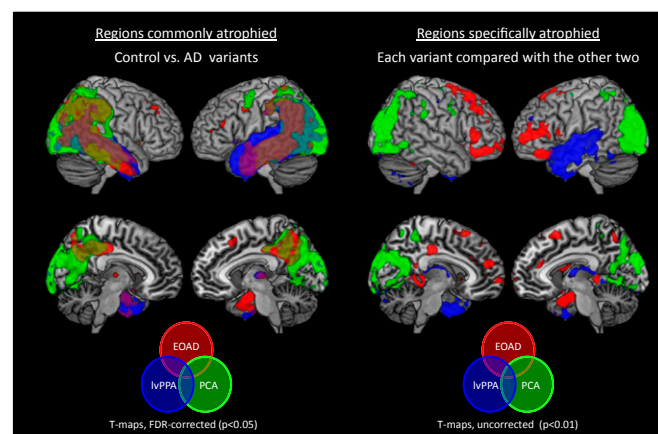 Regions commonly atrophied
Control vs. AD variants
Regions specifically atrophied
Each variant compared with the other two
EOAD
lvPPA
PCA
T-maps, FDR-corrected (p<0.05)
EOAD
lvPPA
PCA
T-maps, uncorrected (p<0.01)